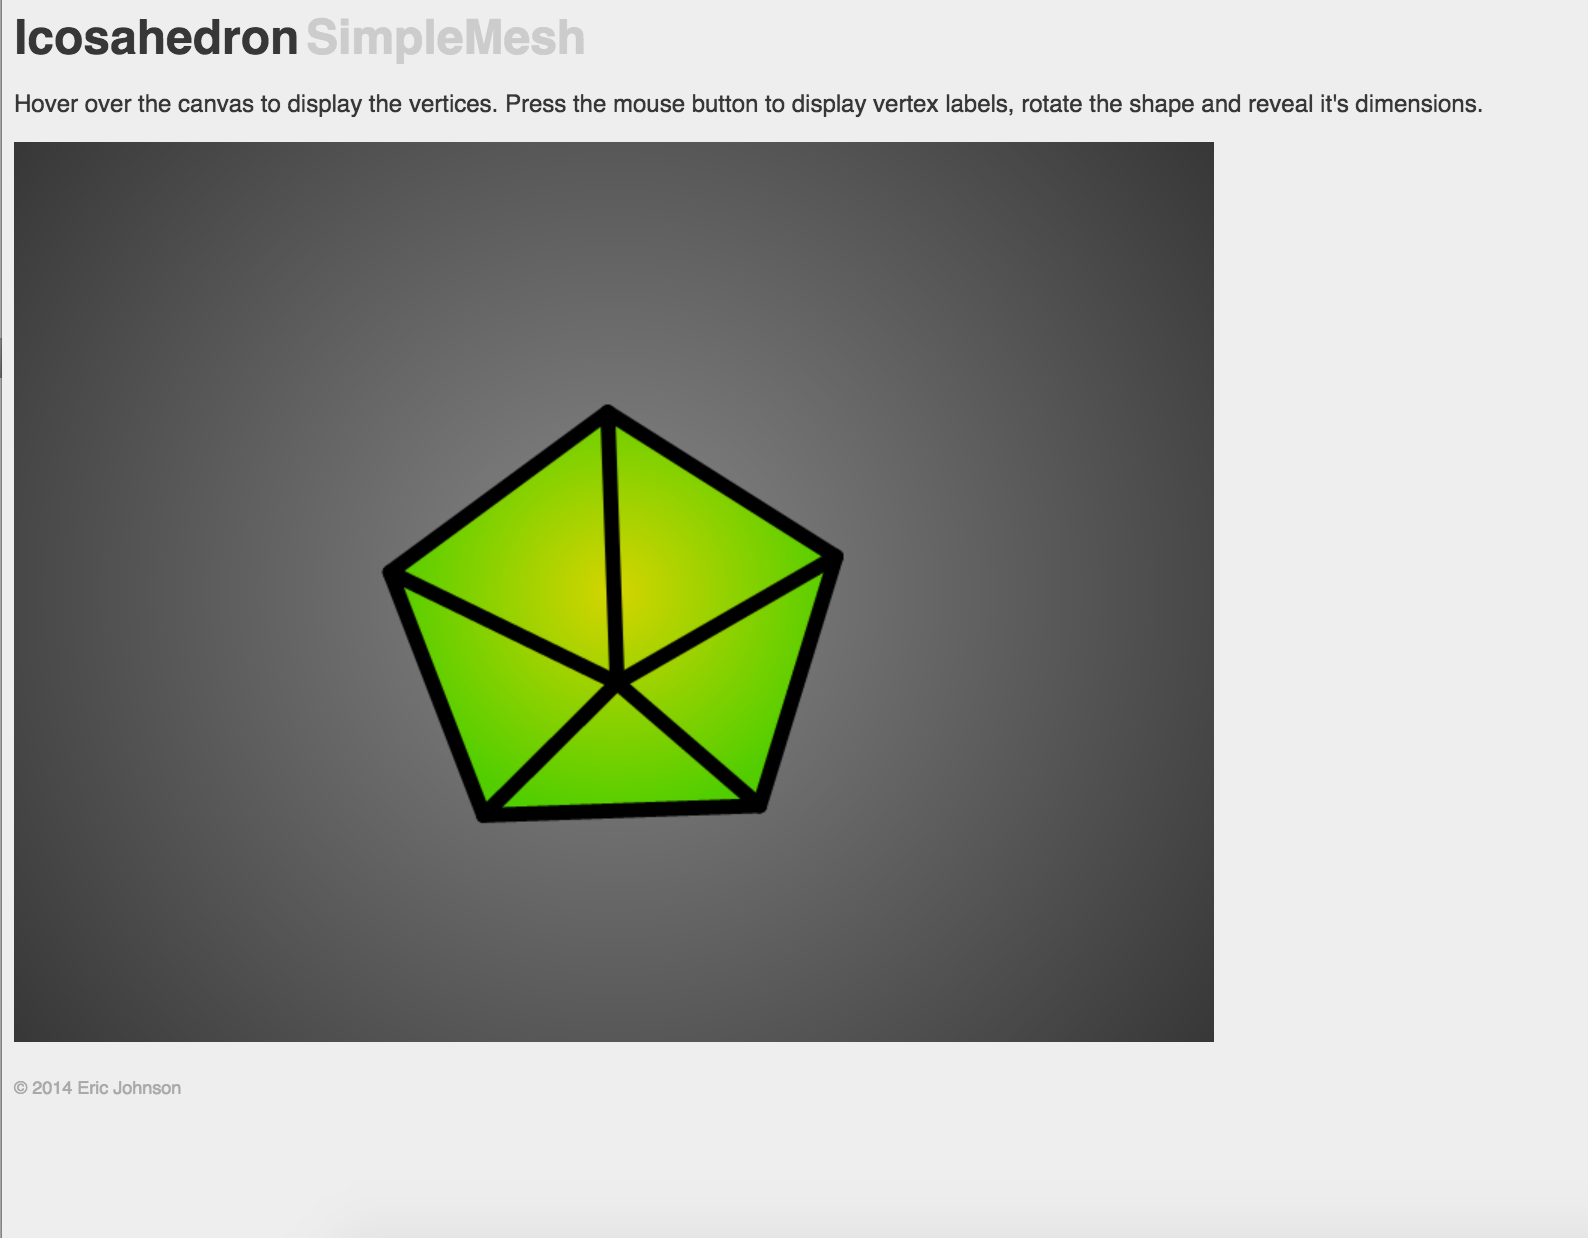 Icosahedron SimpleMesh
Hover over the canvas to display the vertices. Press the mouse button to display vertex labels, rotate the shape and reveal it's dimensions.
© 2014 Eric Johnson